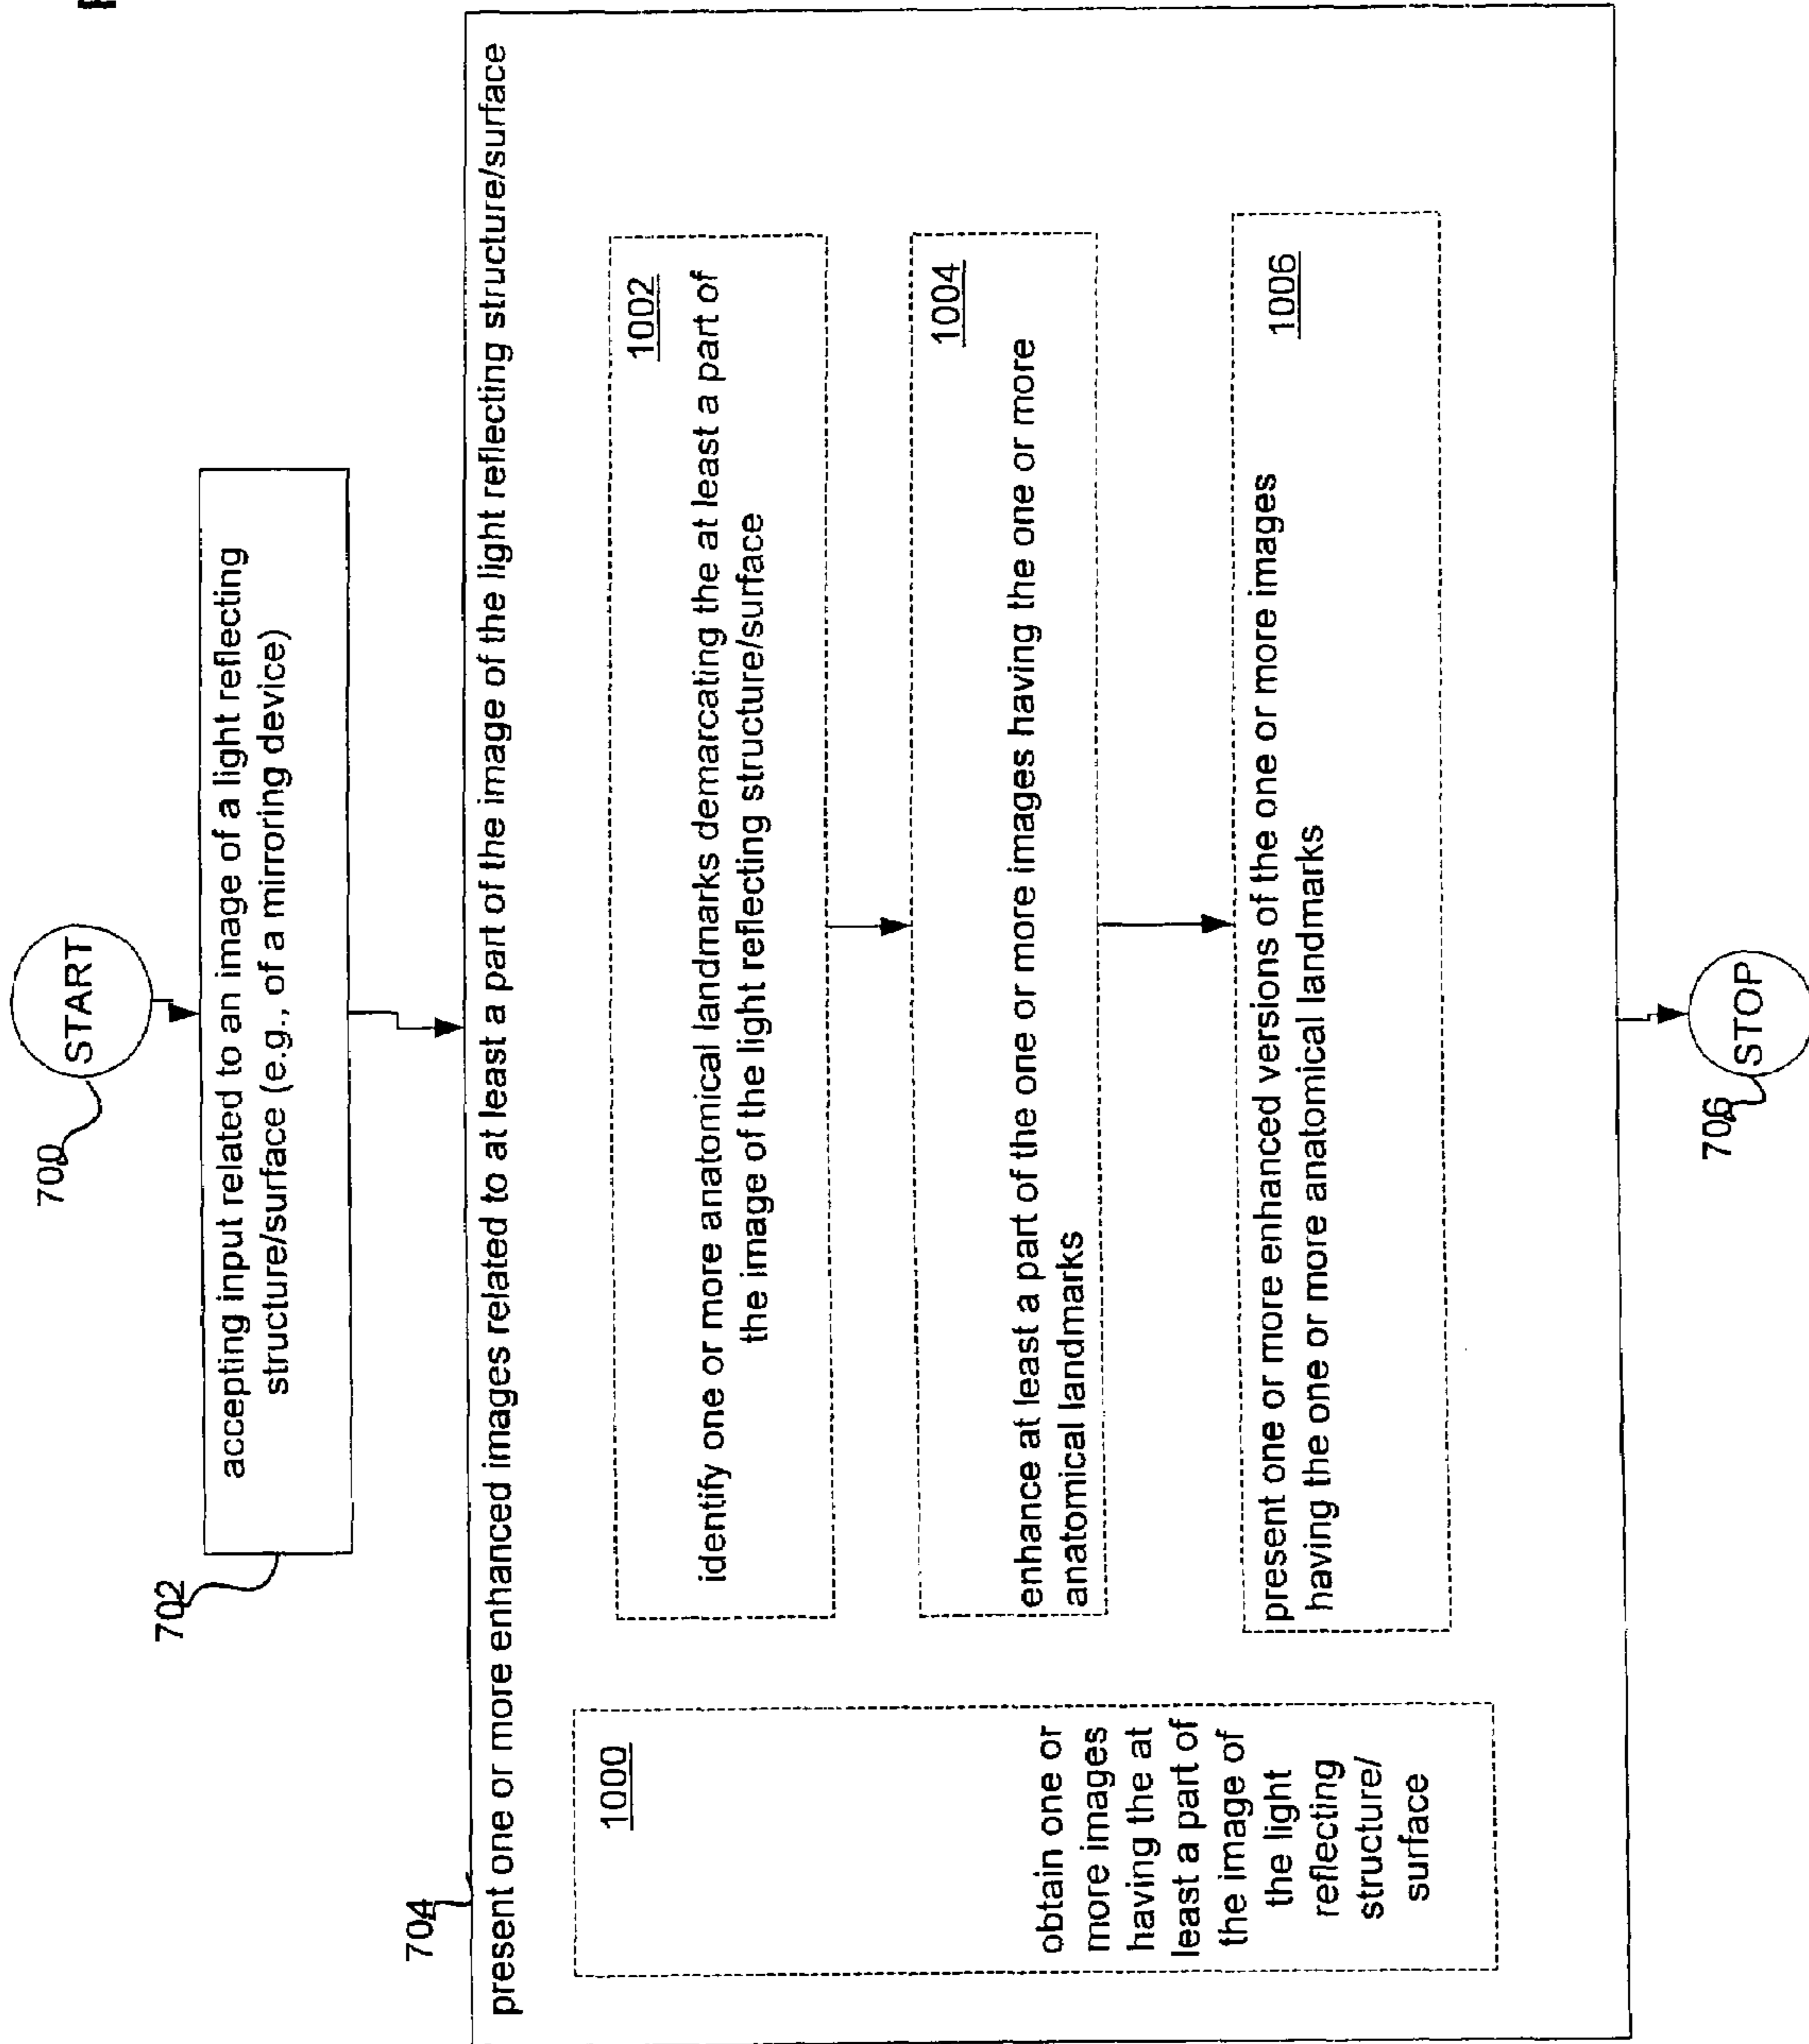 700
START
702
accepting input related to an image of a light reflecting
structure/surface (e.g., of a mirroring device)
704
present one or more enhanced images related to at least a part of the image of the light reflecting structure/surface
1000
obtain one or
more images
having the at
least a part of
the image of
the light
reflecting
structure/
surface
1002
identify one or more anatomical landmarks demarcating the at least a part of
the image of the light reflecting structure/surface
1004
enhance at least a part of the one or more images having the one or more
anatomical landmarks
1006
present one or more enhanced versions of the one or more images
having the one or more anatomical landmarks
706
STOP